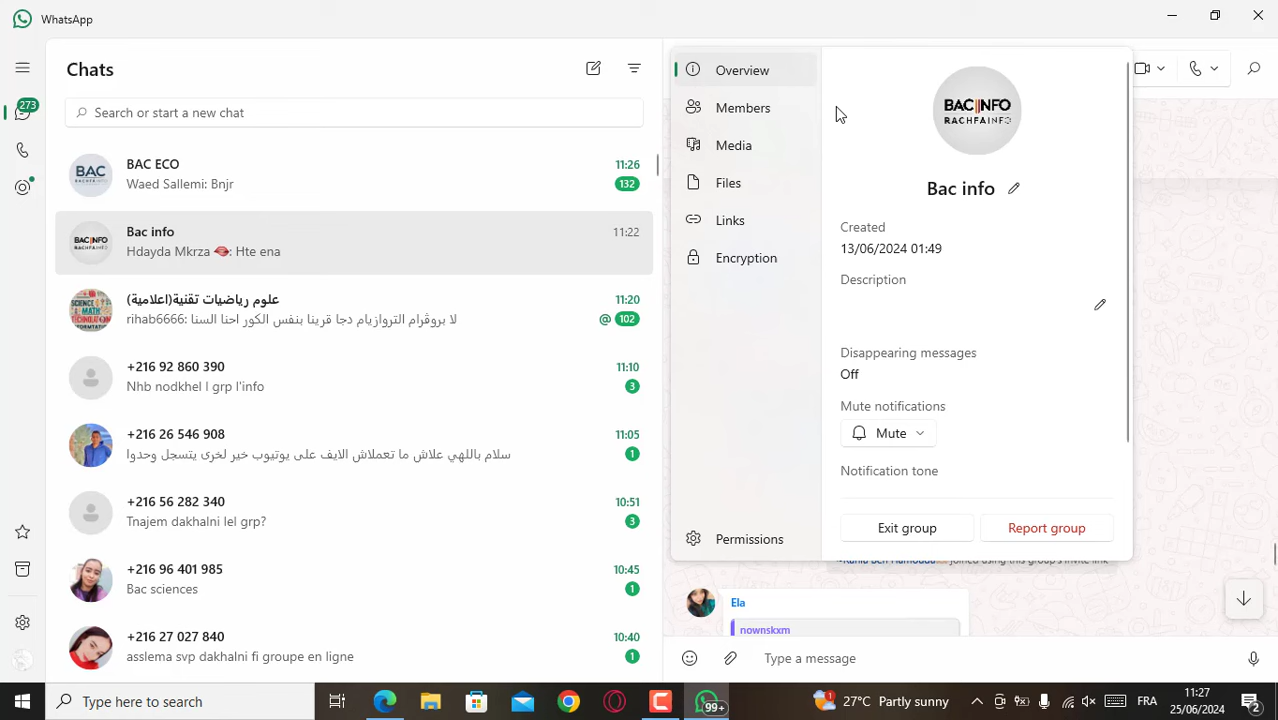 WhatsApp
Chats
Search or start a new chat
273
BAC
BAC ECO
11:26
Waed Sallemi: Bnjr
132
BAC INFO
Bac info
11:22
Hdayda Mkrza 🫦: Hte ena
SCIENCE
MATH
علوم رياضيات تقنية(اعلامية)
11:20
rihab6666: لا بروڨرام التروازيام دجا قرينا بنفس الكور احنا السنا
@ 102
+216 92 860 390
11:10
Nhb nodkhel l grp l'info
3
+216 26 546 908
11:05
سلام باللهي علاش ما تعملاش الايف على يوتيوب خير لخرى يتسجل وحدوا
1
+216 56 282 340
10:51
Tnajem dakhalni lel grp?
3
+216 96 401 985
10:45
Bac sciences
1
+216 27 027 840
10:40
asslema svp dakhalni fi groupe en ligne
1
Overview
Members
Media
Files
Links
Encryption
Permissions
BAC INFO
RACHFAINFO
Bac info
Created
13/06/2024 01:49
Description
Disappearing messages
Off
Mute notifications
Mute
Notification tone
Exit group
Report group
joined using this group's invite link
Ela
nownskxm
Type a message
Type here to search
99+
1
27°C Partly sunny
FRA
11:27
25/06/2024
2